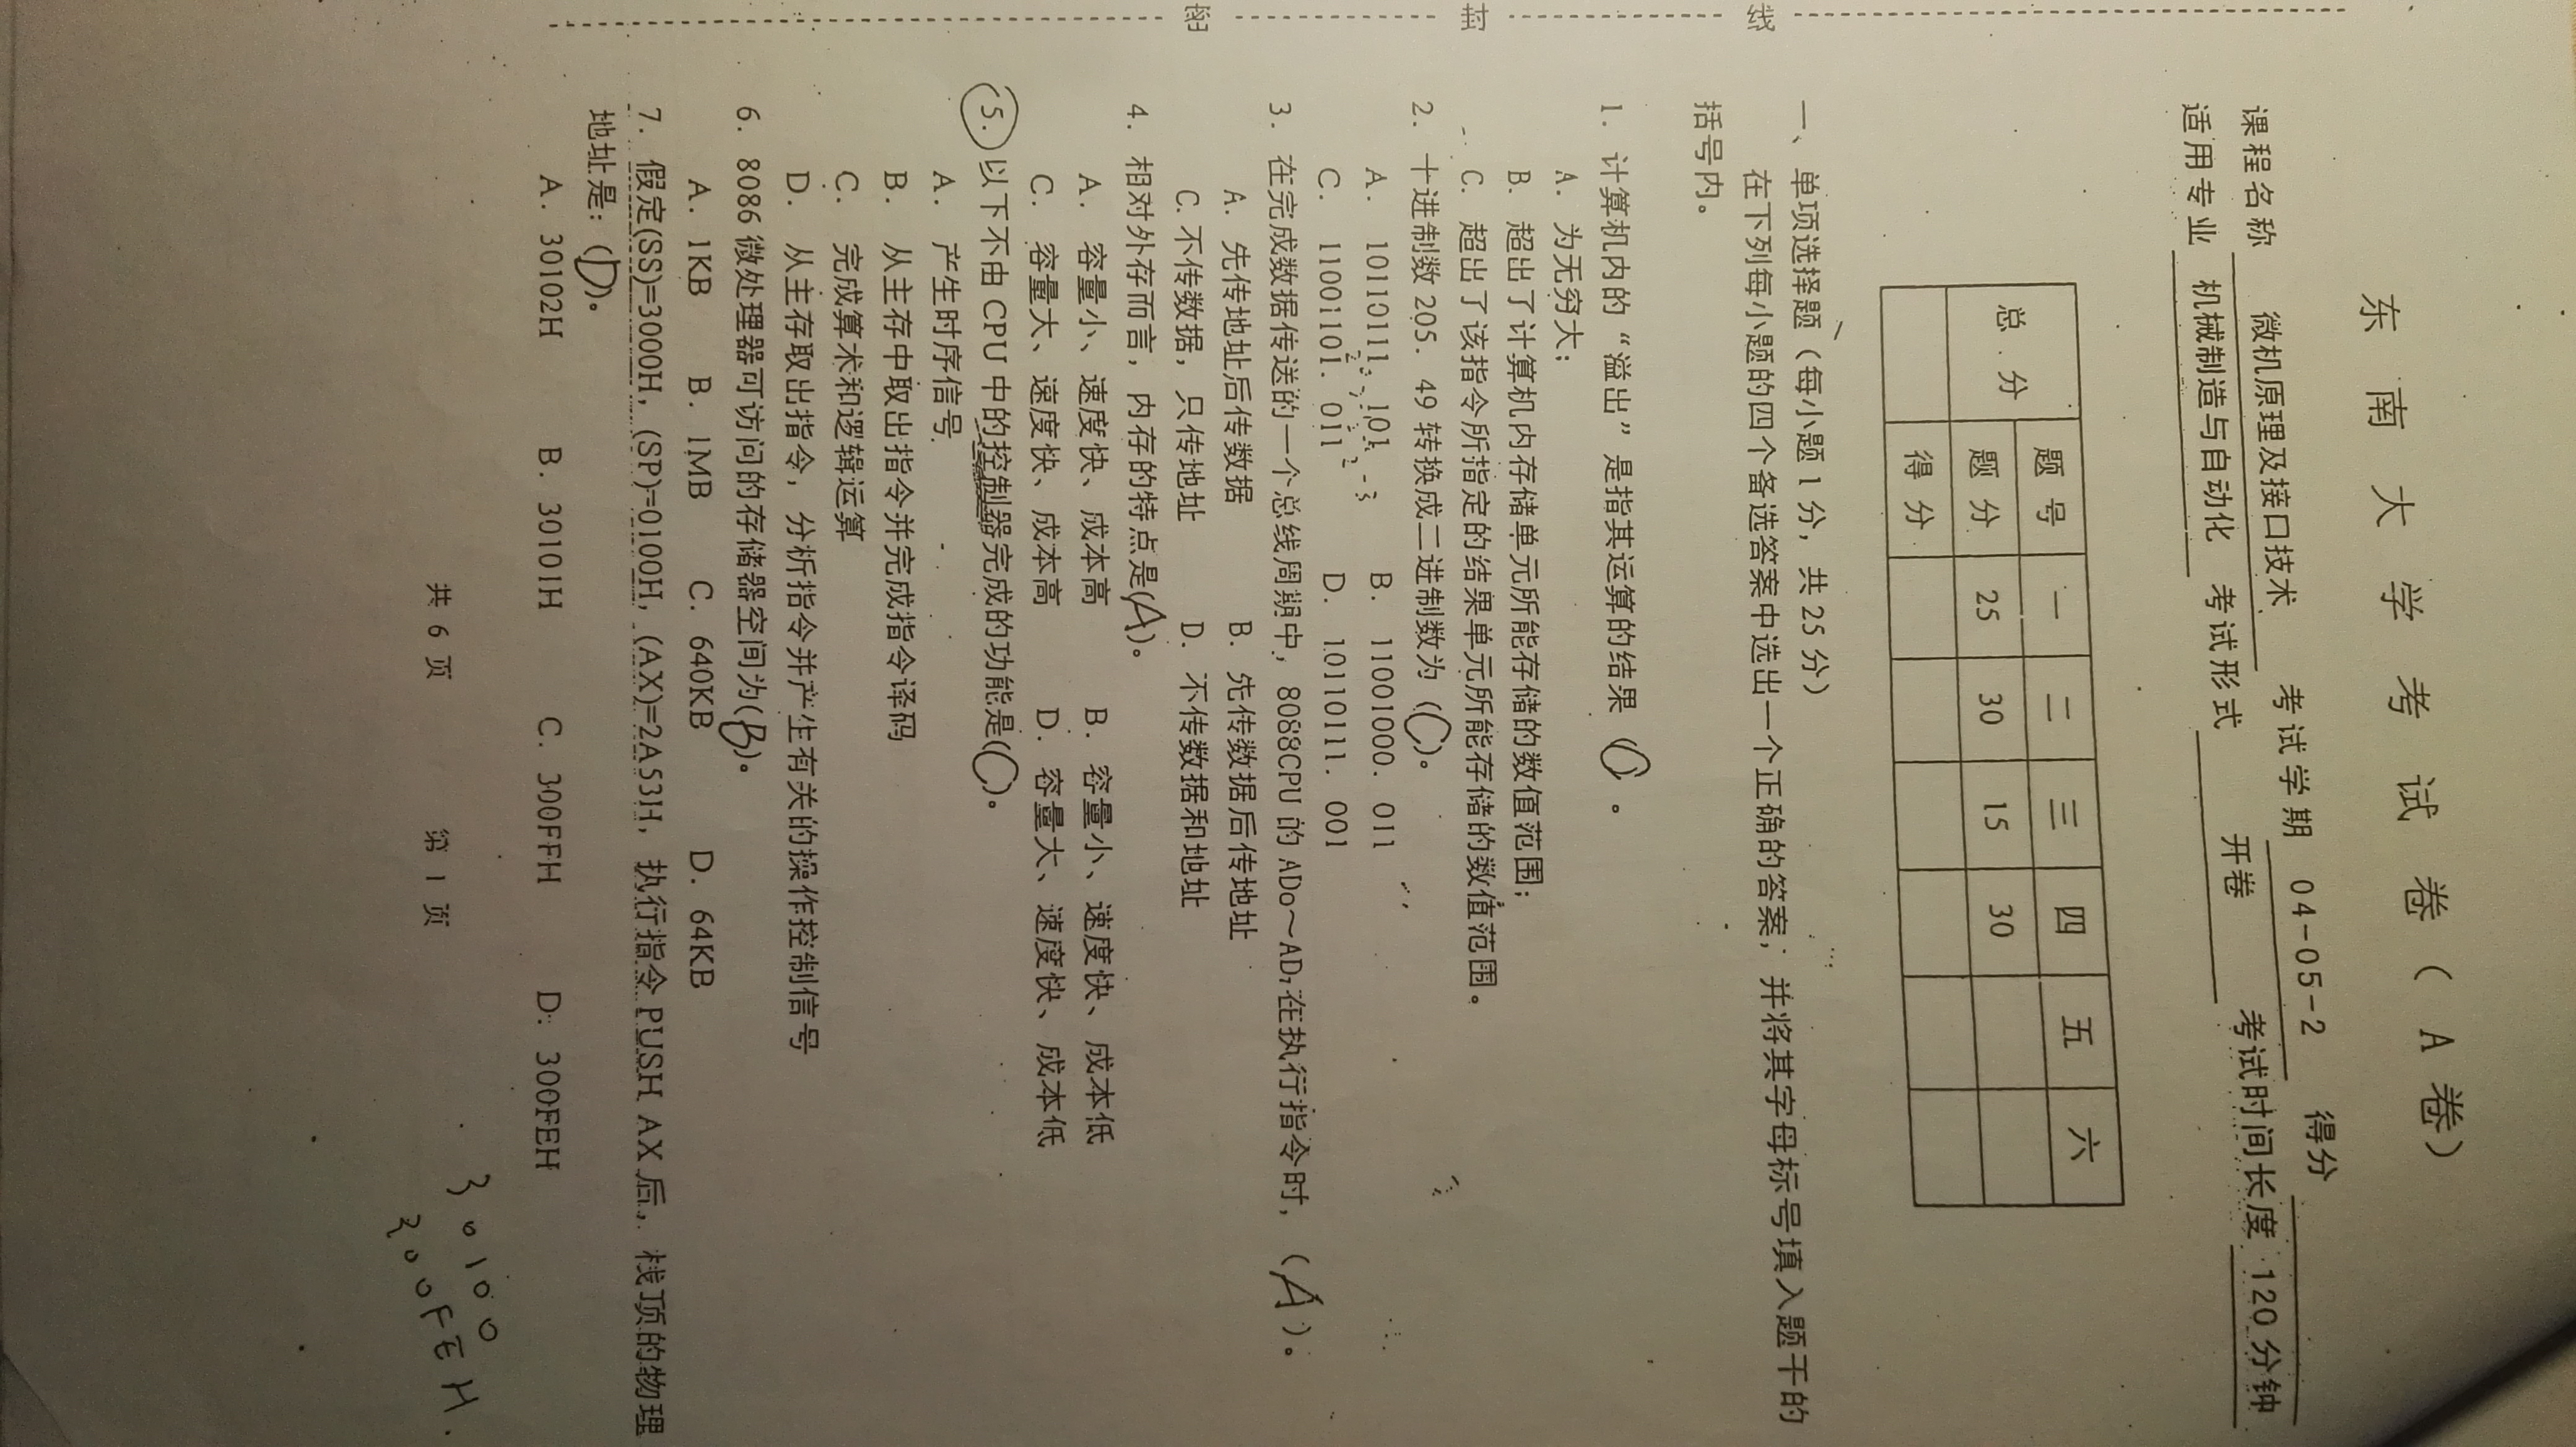 东 南 大 学 考 试 卷 ( A 卷)
课程名称 微机原理及接口技术 考试学期 04-05-2 得分
适用专业 机械制造与自动化 考试形式 开卷 考试时间长度 120分钟
总 分 题 号 一 二 三 四 五 六
题 分 25 30 15 30
得 分
一、单项选择题（每小题 1 分，共 25 分）
在下列每小题的四个备选答案中选出一个正确的答案，并将其字母标号填入题干的
括号内。
1. 计算机内的“溢出”是指其运算的结果（C）。
A. 为无穷大；
B. 超出了计算机内存储单元所能存储的数值范围；
C. 超出了该指令所指定的结果单元所能存储的数值范围。
2. 十进制数 205.49 转换成二进制数为（C）。
A. 10110111.101 B. 11001000.011
C. 11001101.011 D. 10110111.001
3. 在完成数据传送的一个总线周期中，8088CPU 的 ADo～AD₇在执行指令时，（A）。
A. 先传地址后传数据 B. 先传数据后传地址
C. 不传数据，只传地址 D. 不传数据和地址
4. 相对外存而言，内存的特点是(A)。
A. 容量小、速度快、成本高 B. 容量小、速度快、成本低
C. 容量大、速度快、成本高 D. 容量大、速度快、成本低
5. 以下不由 CPU 中的控制器完成的功能是(C)。
A. 产生时序信号
B. 从主存中取出指令并完成指令译码
C. 完成算术和逻辑运算
D. 从主存取出指令，分析指令并产生有关的操作控制信号
6. 8086 微处理器可访问的存储器空间为(B)。
A. 1KB B. 1MB C. 640KB D. 64KB
7. 假定(SS)=3000H，(SP)=0100H，(AX)=2A53H，执行指令 PUSH AX 后，栈顶的物理
地址是：(D)。
A. 30102H B. 30101H C. 300FFH D: 300FEH
30100
300FEH.
共 6 页 第 1 页
密 封 线